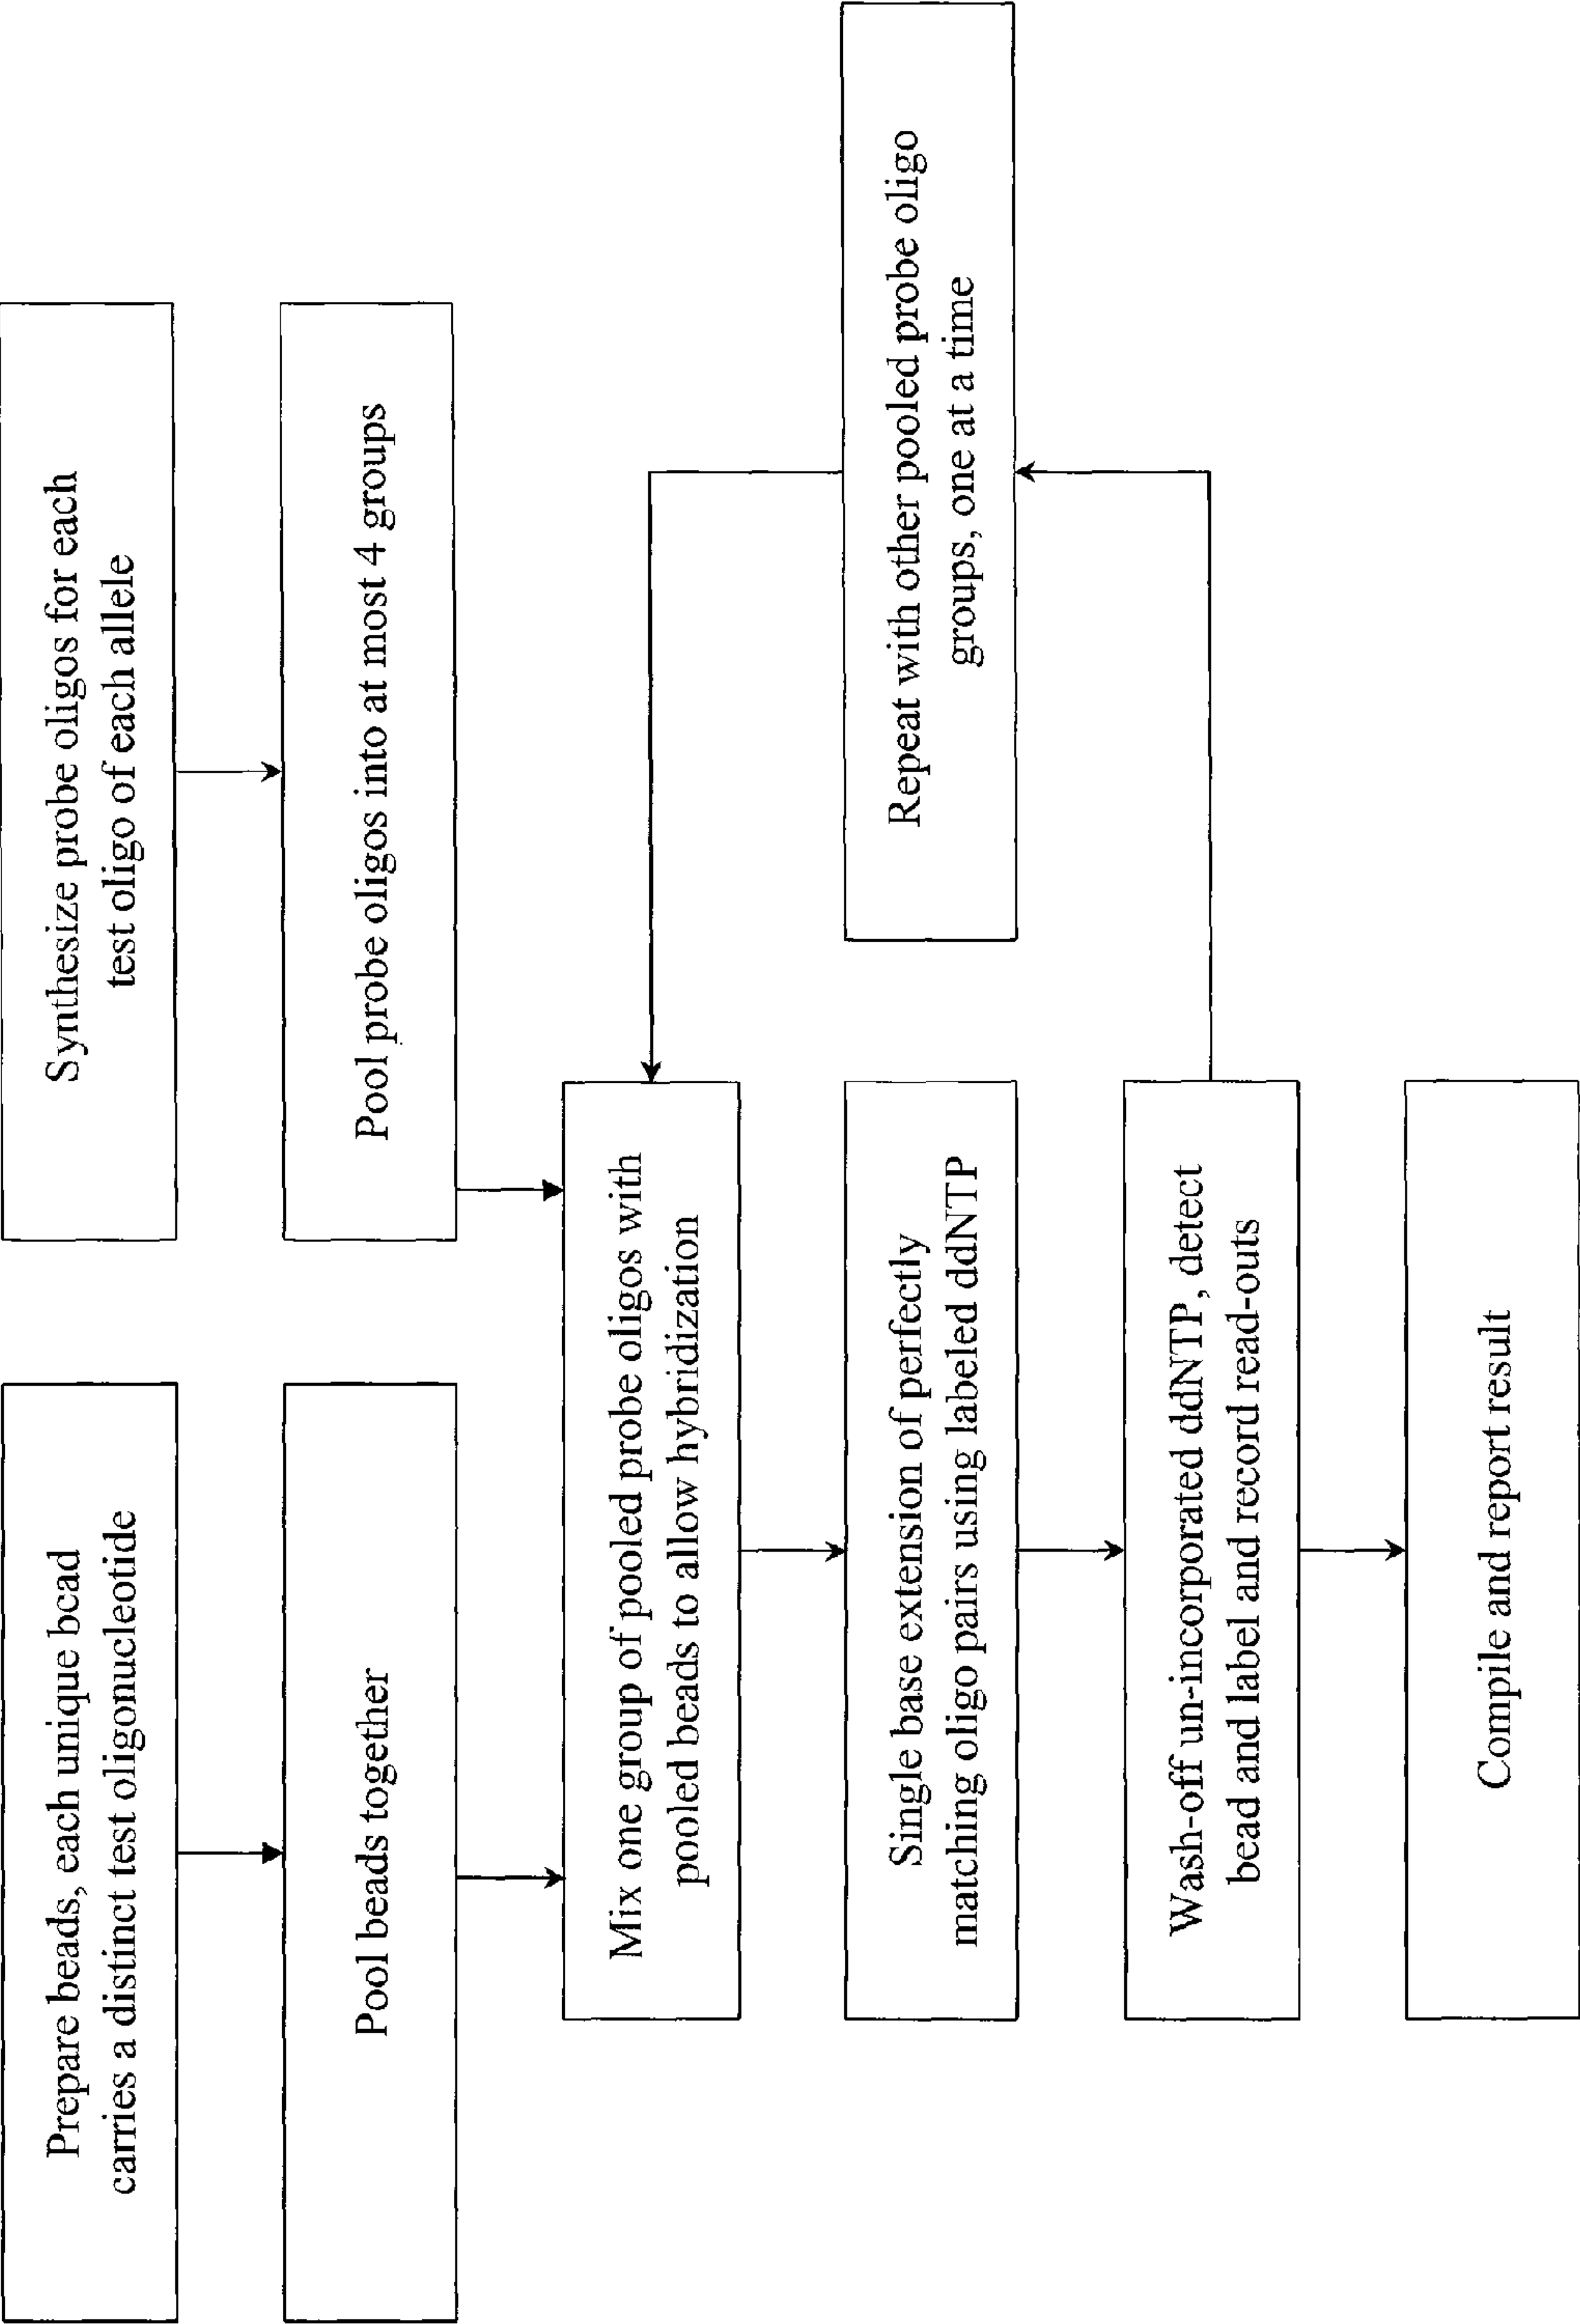 Prepare beads, each unique bead
carries a distinct test oligonucleotide
Synthesize probe oligos for each
test oligo of each allele
Pool beads together
Pool probe oligos into at most 4 groups
Mix one group of pooled probe oligos with
pooled beads to allow hybridization
Single base extension of perfectly
matching oligo pairs using labeled ddNTP
Repeat with other pooled probe oligo
groups, one at a time
Wash-off un-incorporated ddNTP, detect
bead and label and record read-outs
Compile and report result